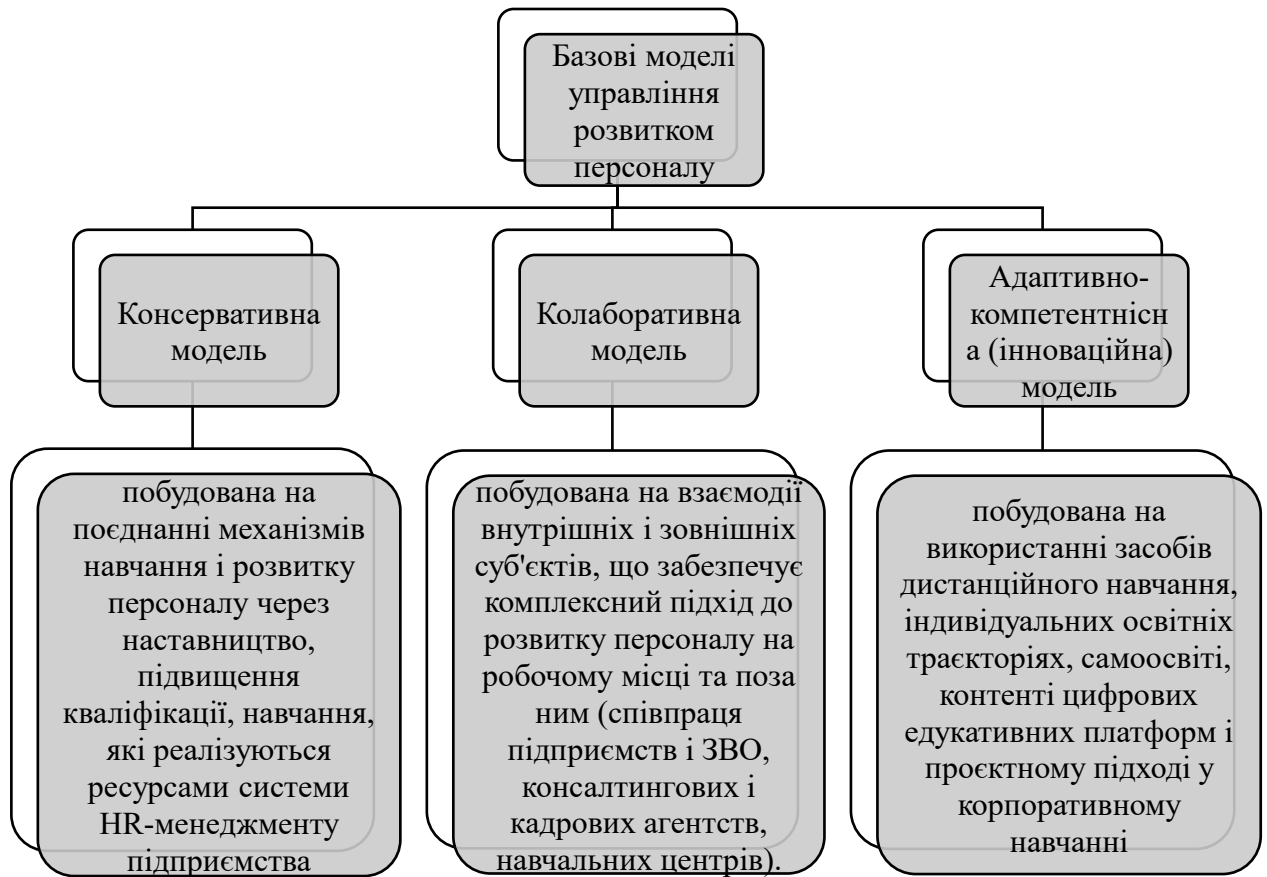 Базові моделі
управління
розвитком
персоналу
Консервативна
модель
Колаборативна
модель
Адаптивно-
компетентнісн
а (інноваційна)
модель
побудована на
поєднанні механізмів
навчання і розвитку
персоналу через
наставництво,
підвищення
кваліфікації, навчання,
які реалізуються
ресурсами системи
HR-менеджменту
підприємства
побудована на взаємодії
внутрішніх і зовнішніх
суб'єктів, що забезпечує
комплексний підхід до
розвитку персоналу на
робочому місці та поза
ним (співпраця
підприємств і ЗВО,
консалтингових і
кадрових агентств,
навчальних центрів).
побудована на
використанні засобів
дистанційного навчання,
індивідуальних освітніх
траєкторіях, самоосвіті,
контенті цифрових
едукативних платформ і
проєктному підході у
корпоративному
навчанні